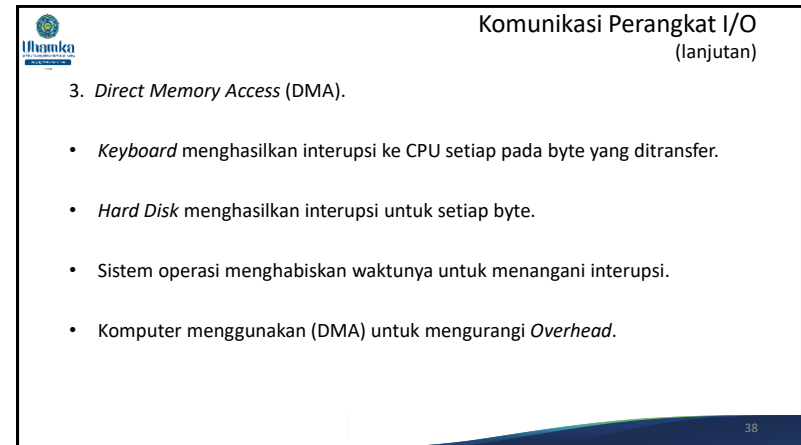 Komunikasi Perangkat I/O
(lanjutan)
Uhamka
3. Direct Memory Access (DMA).
• Keyboard menghasilkan interupsi ke CPU setiap pada byte yang ditransfer.
• Hard Disk menghasilkan interupsi untuk setiap byte.
• Sistem operasi menghabiskan waktunya untuk menangani interupsi.
• Komputer menggunakan (DMA) untuk mengurangi Overhead.
38